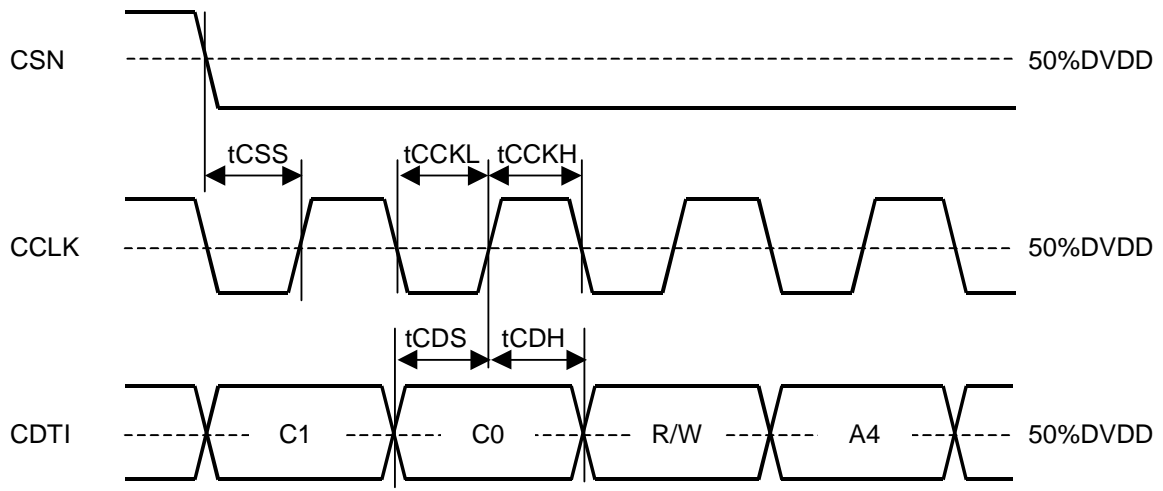 CSN 50%DVDD
tCSS tCCKL tCCKH
CCLK 50%DVDD
tCDS tCDH
CDTI C1 C0 R/W A4 50%DVDD